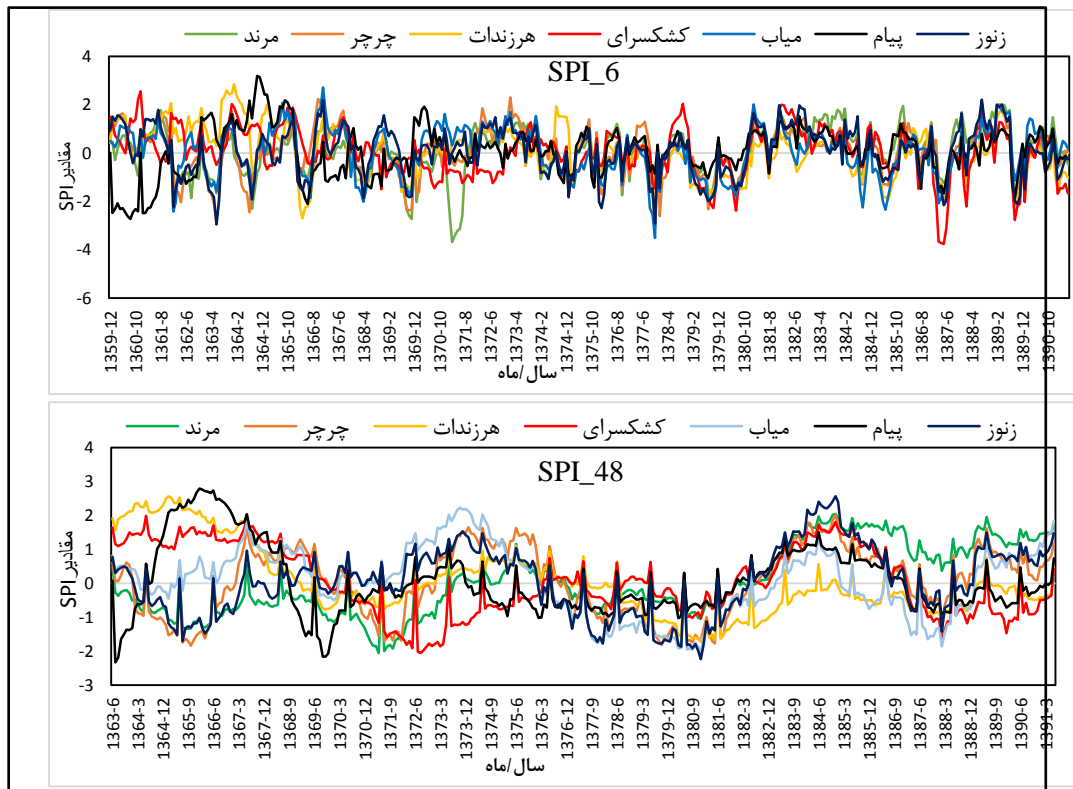 مرند چرچر هرزندات کشکسرای میاب پیام زنوز
SPI_6
مقادیر SPI
4
2
0
-2
-4
-6
1359-12 1360-10 1361-8 1362-6 1363-4 1364-2 1364-12 1365-10 1366-8 1367-6 1368-4 1369-2 1369-12 1370-10 1371-8 1372-6 1373-4 1374-2 1374-12 1375-10 1376-8 1377-6 1378-4 1379-2 1379-12 1380-10 1381-8 1382-6 1383-4 1384-2 1384-12 1385-10 1386-8 1387-6 1388-4 1389-2 1389-12 1390-10
سال/ماه
مرند چرچر هرزندات کشکسرای میاب پیام زنوز
SPI_48
مقادیر SPI
4
3
2
1
0
-1
-2
-3
1363-6 1364-3 1364-12 1365-9 1366-6 1367-3 1367-12 1368-9 1369-6 1370-3 1370-12 1371-9 1372-6 1373-3 1373-12 1374-9 1375-6 1376-3 1376-12 1377-9 1378-6 1379-3 1379-12 1380-9 1381-6 1382-3 1382-12 1383-9 1384-6 1385-3 1385-12 1386-9 1387-6 1388-3 1388-12 1389-9 1390-6 1391-3
سال/ماه